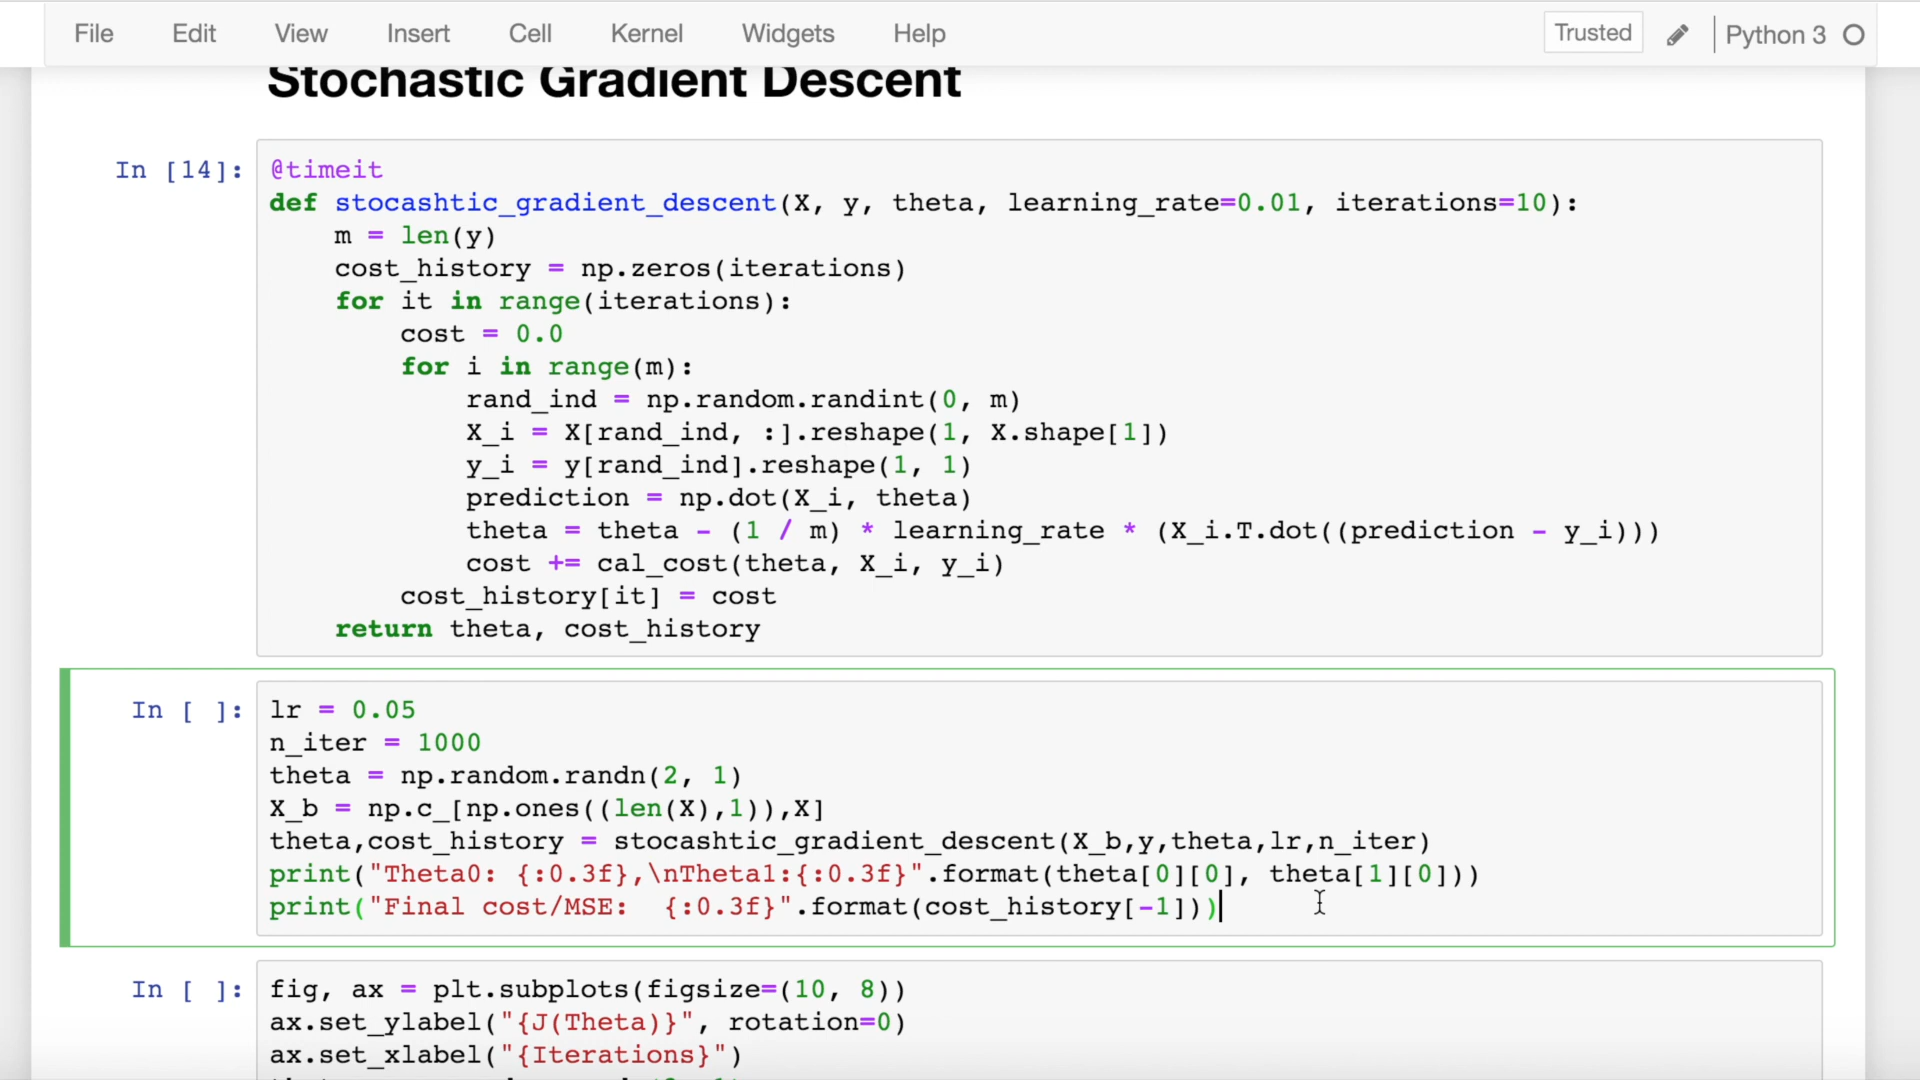 File Edit View Insert Cell Kernel Widgets Help Trusted Python 3
Stochastic Gradient Descent
In [14]:
@timeit
def stocashtic_gradient_descent(X, y, theta, learning_rate=0.01, iterations=10):
    m = len(y)
    cost_history = np.zeros(iterations)
    for it in range(iterations):
        cost = 0.0
        for i in range(m):
            rand_ind = np.random.randint(0, m)
            X_i = X[rand_ind, :].reshape(1, X.shape[1])
            y_i = y[rand_ind].reshape(1, 1)
            prediction = np.dot(X_i, theta)
            theta = theta - (1 / m) * learning_rate * (X_i.T.dot((prediction - y_i)))
            cost += cal_cost(theta, X_i, y_i)
        cost_history[it] = cost
    return theta, cost_history
In [ ]:
lr = 0.05
n_iter = 1000
theta = np.random.randn(2, 1)
X_b = np.c_[np.ones((len(X),1)),X]
theta,cost_history = stocashtic_gradient_descent(X_b,y,theta,lr,n_iter)
print("Theta0: {:0.3f},\nTheta1:{:0.3f}".format(theta[0][0], theta[1][0]))
print("Final cost/MSE:  {:0.3f}".format(cost_history[-1]))
In [ ]:
fig, ax = plt.subplots(figsize=(10, 8))
ax.set_ylabel("{J(Theta)}", rotation=0)
ax.set_xlabel("{Iterations}")